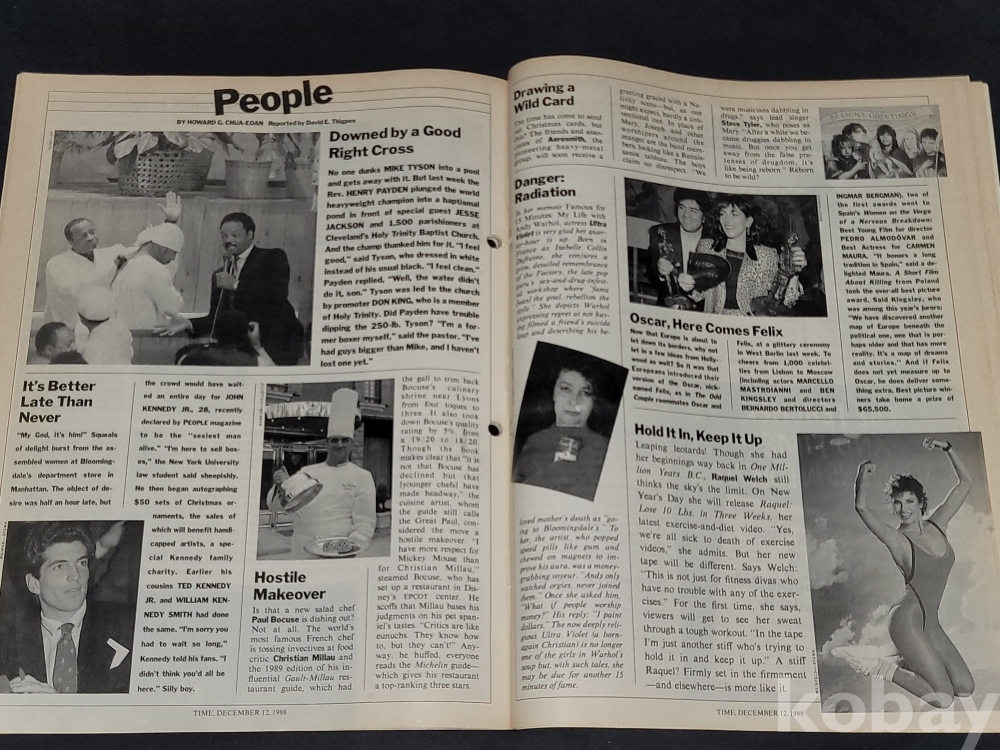 People
BY HOWARD G. CHUA-EOAN Reported by David E. Thigpen
Downed by a Good
Right Cross
No one dunks MIKE TYSON into a pool
and gets away with it. But last week the
Rev. HENRY PAYDEN plunged the world
heavyweight champion into a baptismal
pond in front of special guest JESSE
JACKSON and 1,500 parishioners at
Cleveland's Holy Trinity Baptist Church.
And the champ thanked him for it. "I feel
good," said Tyson, who dressed in white
instead of his usual black. "I feel clean,"
Payden replied, "Well, the water didn't
do it, son." Tyson was led to the church
by promoter DON KING, who is a member
of Holy Trinity. Did Payden have trouble
dipping the 250-lb. Tyson? "I'm a for-
mer boxer myself," said the pastor. "I've
had guys bigger than Mike, and I haven't
lost one yet."
It's Better
Late Than
Never
"My God, it's him!" Squeals
of delight burst from the as-
sembled women at Blooming-
dale's department store in
Manhattan. The object of de-
sire was half an hour late, but
the crowd would have wait-
ed an entire day for JOHN
KENNEDY JR., 28, recently
declared by PEOPLE magazine
to be the "sexiest man
alive." "I'm here to sell box-
es," the New York University
law student said sheepishly.
He then began autographing
$50 sets of Christmas or-
naments, the sales of
which will benefit handi-
capped artists, a spe-
cial Kennedy family
charity. Earlier his
cousins TED KENNEDY
JR. and WILLIAM KEN-
NEDY SMITH had done
the same. "I'm sorry you
had to wait so long,"
Kennedy told his fans. "I
didn't think you'd all be
here." Silly boy.
Hostile
Makeover
Is that a new salad chef
Paul Bocuse is dishing out?
Not at all. The world's
most famous French chef
is tossing invectives at food
critic Christian Millau and
the 1989 edition of his in-
fluential Gault-Millau res-
taurant guide, which had
the gall to trim back
Bocuse's culinary
shrine near Lyons
from four toques to
three. It also took
down Bocuse's quality
rating by 5%, from
a 19/20 to 18/20.
Though the book
makes clear that "it is
not that Bocuse has
declined but that
[younger chefs] have
made headway," the
cuisine artist, whom
the guide still calls
the Great Paul, con-
sidered the move a
hostile makeover. "I
have more respect for
Mickey Mouse than
for Christian Millau,"
steamed Bocuse, who has
set up a restaurant in Dis-
ney's EPCOT center. He
scoffs that Millau bases his
judgments on his pet span-
iel's tastes. "Critics are like
eunuchs. They know how
to, but they can't!" Any-
way, he huffed, everyone
reads the Michelin guide—
which gives his restaurant
a top-ranking three stars.
TIME, DECEMBER 12, 1988
Drawing a
Wild Card
The time has come to send
out Christmas cards, but
The friends and asso-
ciates of Aerosmith, the
pioneering heavy-metal
group, will soon receive a
greeting graced with a Na-
tivity scene—but, as one
might expect, hardly a con-
ventional one. In place of
Mary, Joseph and other
worshipers around the
manger are the band mem-
bers, looking like a Renais-
sance tableau. The boys
claim no disrespect. "We
were musicians dabbling in
drugs," says lead singer
Steve Tyler, who poses as
Mary. "After a while we be-
came druggies dabbling in
music. But once you get
away from the false pre-
tenses of drugdom, it's
like being reborn." Reborn
to be wild?
SEASON'S GREETINGS
Danger:
Radiation
In her memoir Famous for
15 Minutes: My Life with
Andy Warhol, actress Ultra
Violet is very glad her quar-
ter-hour is up. Born in
France as Isabelle Collin
Dufresne, she conjures a
detailed remembrance
of the Factory, the late pop
guru's sex-and-drug-infest-
ed workshop where "fame
[was] the goal, rebellion the
style." She depicts Warhol
expressing regret at not hav-
ing filmed a friend's suicide
and describing his be-
loved mother's death as "go-
ing to Bloomingdale's." To
her, the artist, who popped
speed pills like gum and
chewed on magnets to im-
prove his aura, was a money-
grabbing voyeur. "Andy only
watched orgies, never joined
them." Once she asked him,
"What if people worship
money?" His reply: "I paint
dollars." The now deeply reli-
gious Ultra Violet (a born-
again Christian) is no longer
one of the girls in Warhol's
soup but, with such tales, she
may be due for another 15
minutes of fame.
Oscar, Here Comes Felix
Now that Europe is about to
let down its borders, why not
let in a few ideas from Holly-
wood as well? So it was that
Europeans introduced their
version of the Oscar, nick-
named Felix, as in The Odd
Couple roommates Oscar and
Felix, at a glittery ceremony
in West Berlin last week. To
cheers from 1,000 celebri-
ties from Lisbon to Moscow
(including actors MARCELLO
MASTROIANNI and BEN
KINGSLEY and directors
BERNARDO BERTOLUCCI and
INGMAR BERGMAN), two of
the first awards went to
Spain's Women on the Verge
of a Nervous Breakdown:
Best Young Film for director
PEDRO ALMODÓVAR and
Best Actress for CARMEN
MAURA. "It honors a long
tradition in Spain," said a de-
lighted Maura. A Short Film
About Killing from Poland
took the over-all best picture
award. Said Kingsley, who
was among this year's jurors:
"We have discovered another
map of Europe beneath the
political one, one that is per-
haps older and that has more
reality. It's a map of dreams
and stories." And if Felix
does not yet measure up to
Oscar, he does deliver some-
thing extra. Best picture win-
ners take home a prize of
$65,500.
Hold It In, Keep It Up
Leaping leotards! Though she had
her beginnings way back in One Mil-
lion Years B.C., Raquel Welch still
thinks the sky's the limit. On New
Year's Day she will release Raquel:
Lose 10 Lbs. in Three Weeks, her
latest exercise-and-diet video. "Yes,
we're all sick to death of exercise
videos," she admits. But her new
tape will be different. Says Welch:
"This is not just for fitness divas who
have no trouble with any of the exer-
cises." For the first time, she says,
viewers will get to see her sweat
through a tough workout. "In the tape
I'm just another stiff who's trying to
hold it in and keep it up." A stiff
Raquel? Firmly set in the firmament
—and elsewhere—is more like it.
TIME, DECEMBER 12, 1988
kobay